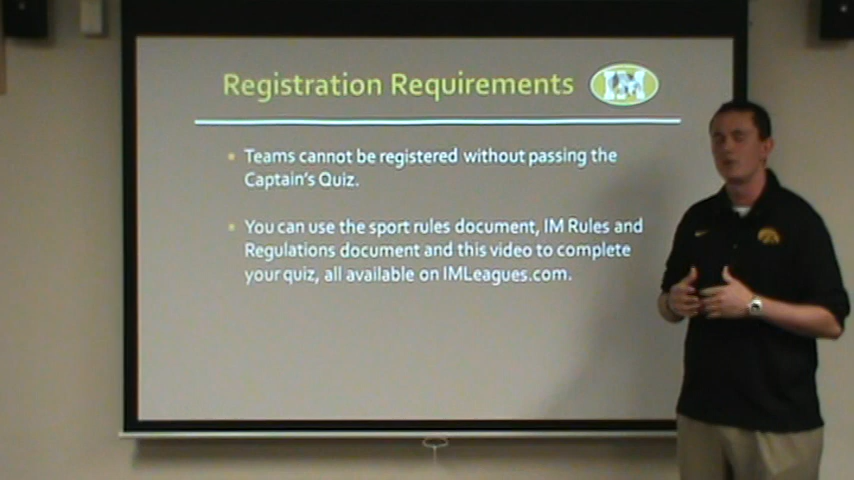 Registration Requirements
IM
Teams cannot be registered without passing the
Captain's Quiz.
You can use the sport rules document, IM Rules and
Regulations document and this video to complete
your quiz, all available on IMLeagues.com.